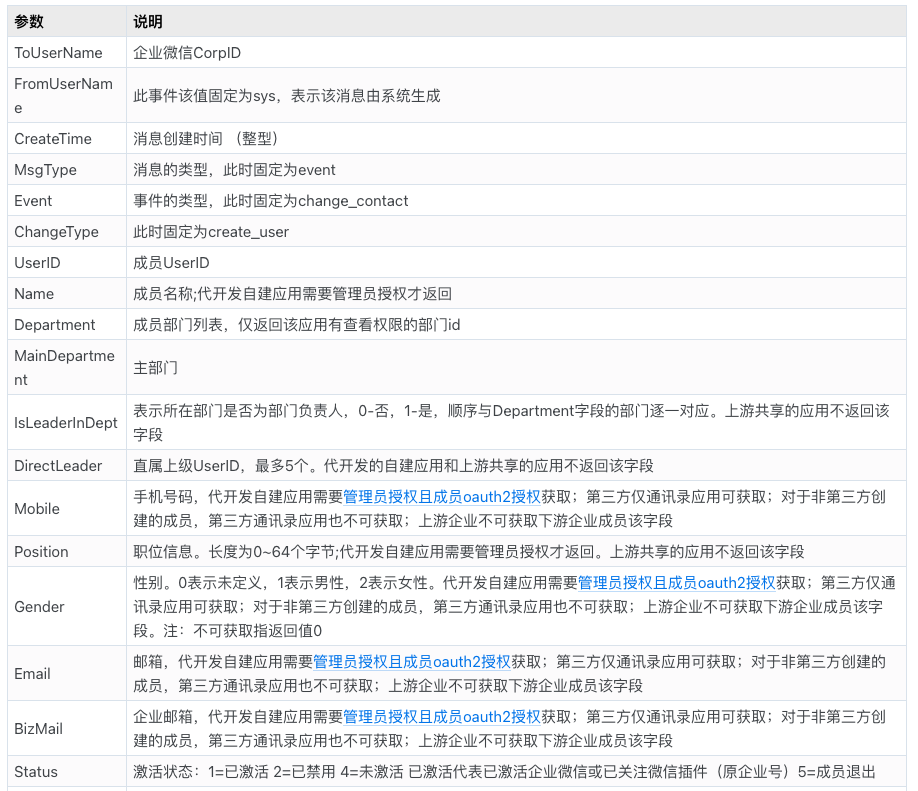 参数 说明
ToUserName 企业微信CorpID
FromUserNam
e
此事件该值固定为sys，表示该消息由系统生成
CreateTime 消息创建时间 （整型）
MsgType 消息的类型，此时固定为event
Event 事件的类型，此时固定为change_contact
ChangeType 此时固定为create_user
UserID 成员UserID
Name 成员名称;代开发自建应用需要管理员授权才返回
Department 成员部门列表，仅返回该应用有查看权限的部门id
MainDepartme
nt
主部门
IsLeaderInDept
表示所在部门是否为部门负责人，0-否，1-是，顺序与Department字段的部门逐一对应。上游共享的应用不返回该
字段
DirectLeader 直属上级UserID，最多5个。代开发的自建应用和上游共享的应用不返回该字段
Mobile
手机号码，代开发自建应用需要管理员授权且成员oauth2授权获取；第三方仅通讯录应用可获取；对于非第三方创
建的成员，第三方通讯录应用也不可获取；上游企业不可获取下游企业成员该字段
Position 职位信息。长度为0~64个字节;代开发自建应用需要管理员授权才返回。上游共享的应用不返回该字段
Gender
性别。0表示未定义，1表示男性，2表示女性。代开发自建应用需要管理员授权且成员oauth2授权获取；第三方仅通
讯录应用可获取；对于非第三方创建的成员，第三方通讯录应用也不可获取；上游企业不可获取下游企业成员该字
段。注：不可获取指返回值0
Email
邮箱，代开发自建应用需要管理员授权且成员oauth2授权获取；第三方仅通讯录应用可获取；对于非第三方创建的
成员，第三方通讯录应用也不可获取；上游企业不可获取下游企业成员该字段
BizMail
企业邮箱，代开发自建应用需要管理员授权且成员oauth2授权获取；第三方仅通讯录应用可获取；对于非第三方创
建的成员，第三方通讯录应用也不可获取；上游企业不可获取下游企业成员该字段
Status 激活状态：1=已激活 2=已禁用 4=未激活 已激活代表已激活企业微信或已关注微信插件（原企业号）5=成员退出